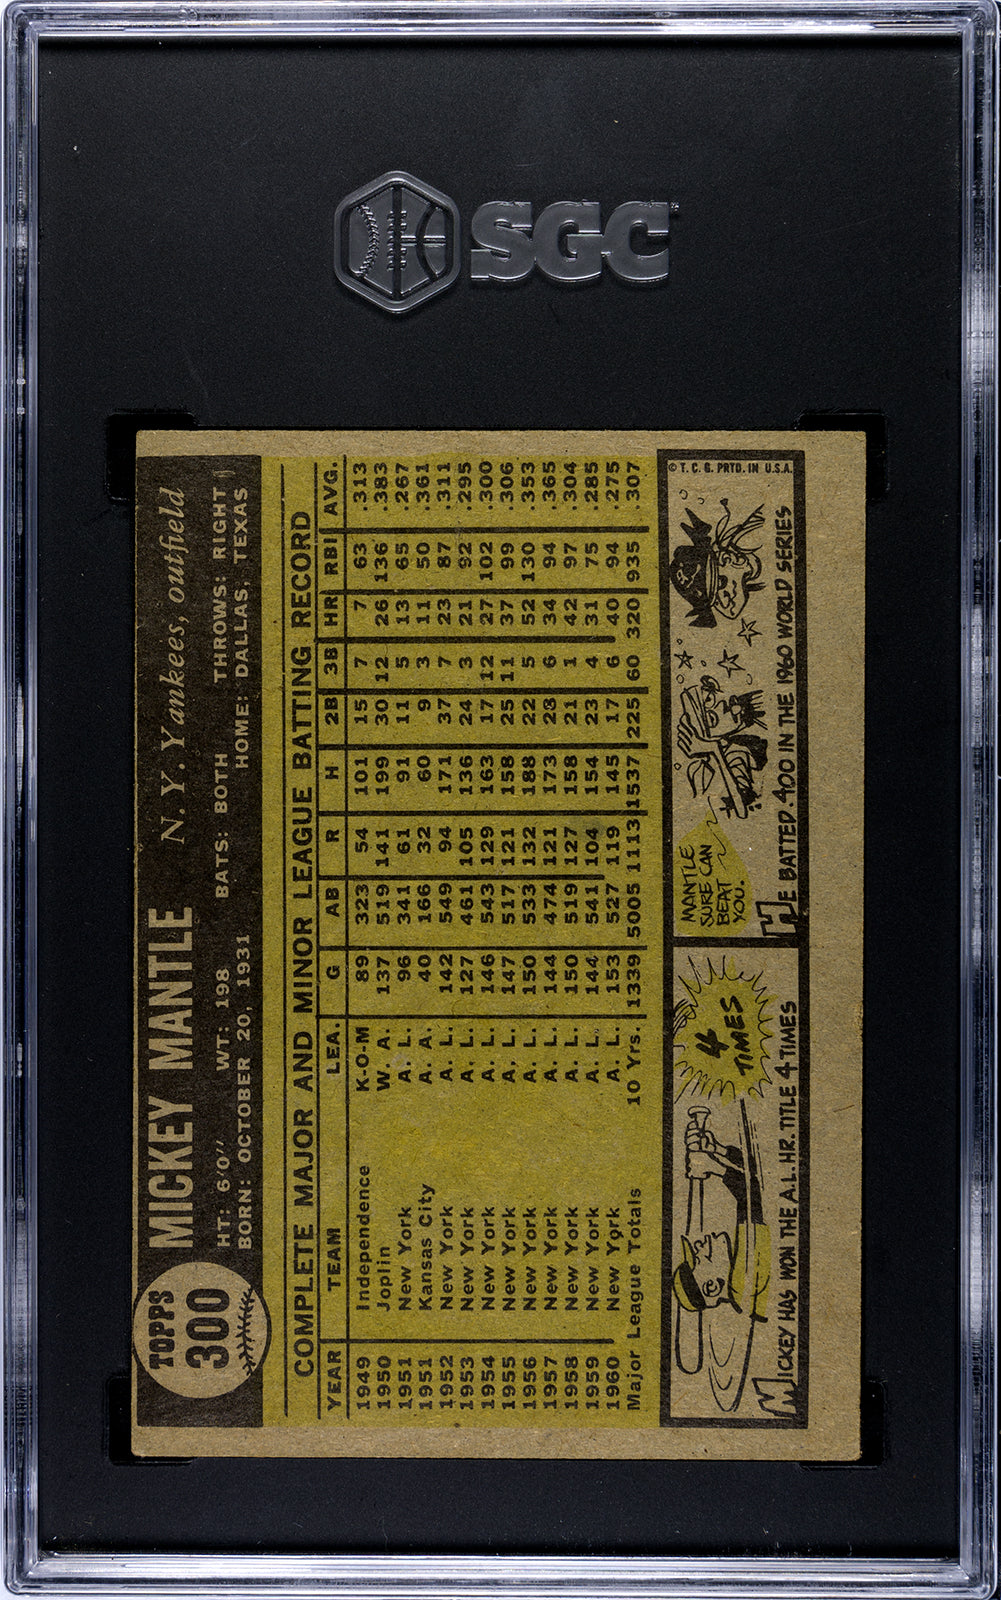 SGC
TOPPS
300
MICKEY MANTLE N. Y. Yankees, outfield
HT: 6'0" WT: 198 BATS: BOTH THROWS: RIGHT
BORN: OCTOBER 20, 1931 HOME: DALLAS, TEXAS
COMPLETE MAJOR AND MINOR LEAGUE BATTING RECORD
YEAR TEAM LEA. G AB R H 2B 3B HR RBI AVG.
1949 Independence K-O-M 89 323 54 101 15 7 7 63 .313
1950 Joplin W. A. 137 519 141 199 30 12 26 136 .383
1951 New York A. L. 96 341 61 91 11 5 13 65 .267
1951 Kansas City A. A. 40 166 32 60 9 3 11 50 .361
1952 New York A. L. 142 549 94 171 37 7 23 87 .311
1953 New York A. L. 127 461 105 136 24 3 21 92 .295
1954 New York A. L. 146 543 129 163 17 12 27 102 .300
1955 New York A. L. 147 517 121 158 25 11 37 99 .306
1956 New York A. L. 150 533 132 188 22 5 52 130 .353
1957 New York A. L. 144 474 121 173 28 6 34 94 .365
1958 New York A. L. 150 519 127 158 21 1 42 97 .304
1959 New York A. L. 144 541 104 154 23 4 31 75 .285
1960 New York A. L. 153 527 119 145 17 6 40 94 .275
Major League Totals 10 Yrs. 1339 5005 1113 1537 225 60 320 935 .307
4
TIMES
MICKEY HAS WON THE A.L. HR. TITLE 4 TIMES
MANTLE
SURE CAN
BEAT
YOU.
© T. C. G. PRTD. IN U.S.A.
HE BATTED .400 IN THE 1960 WORLD SERIES